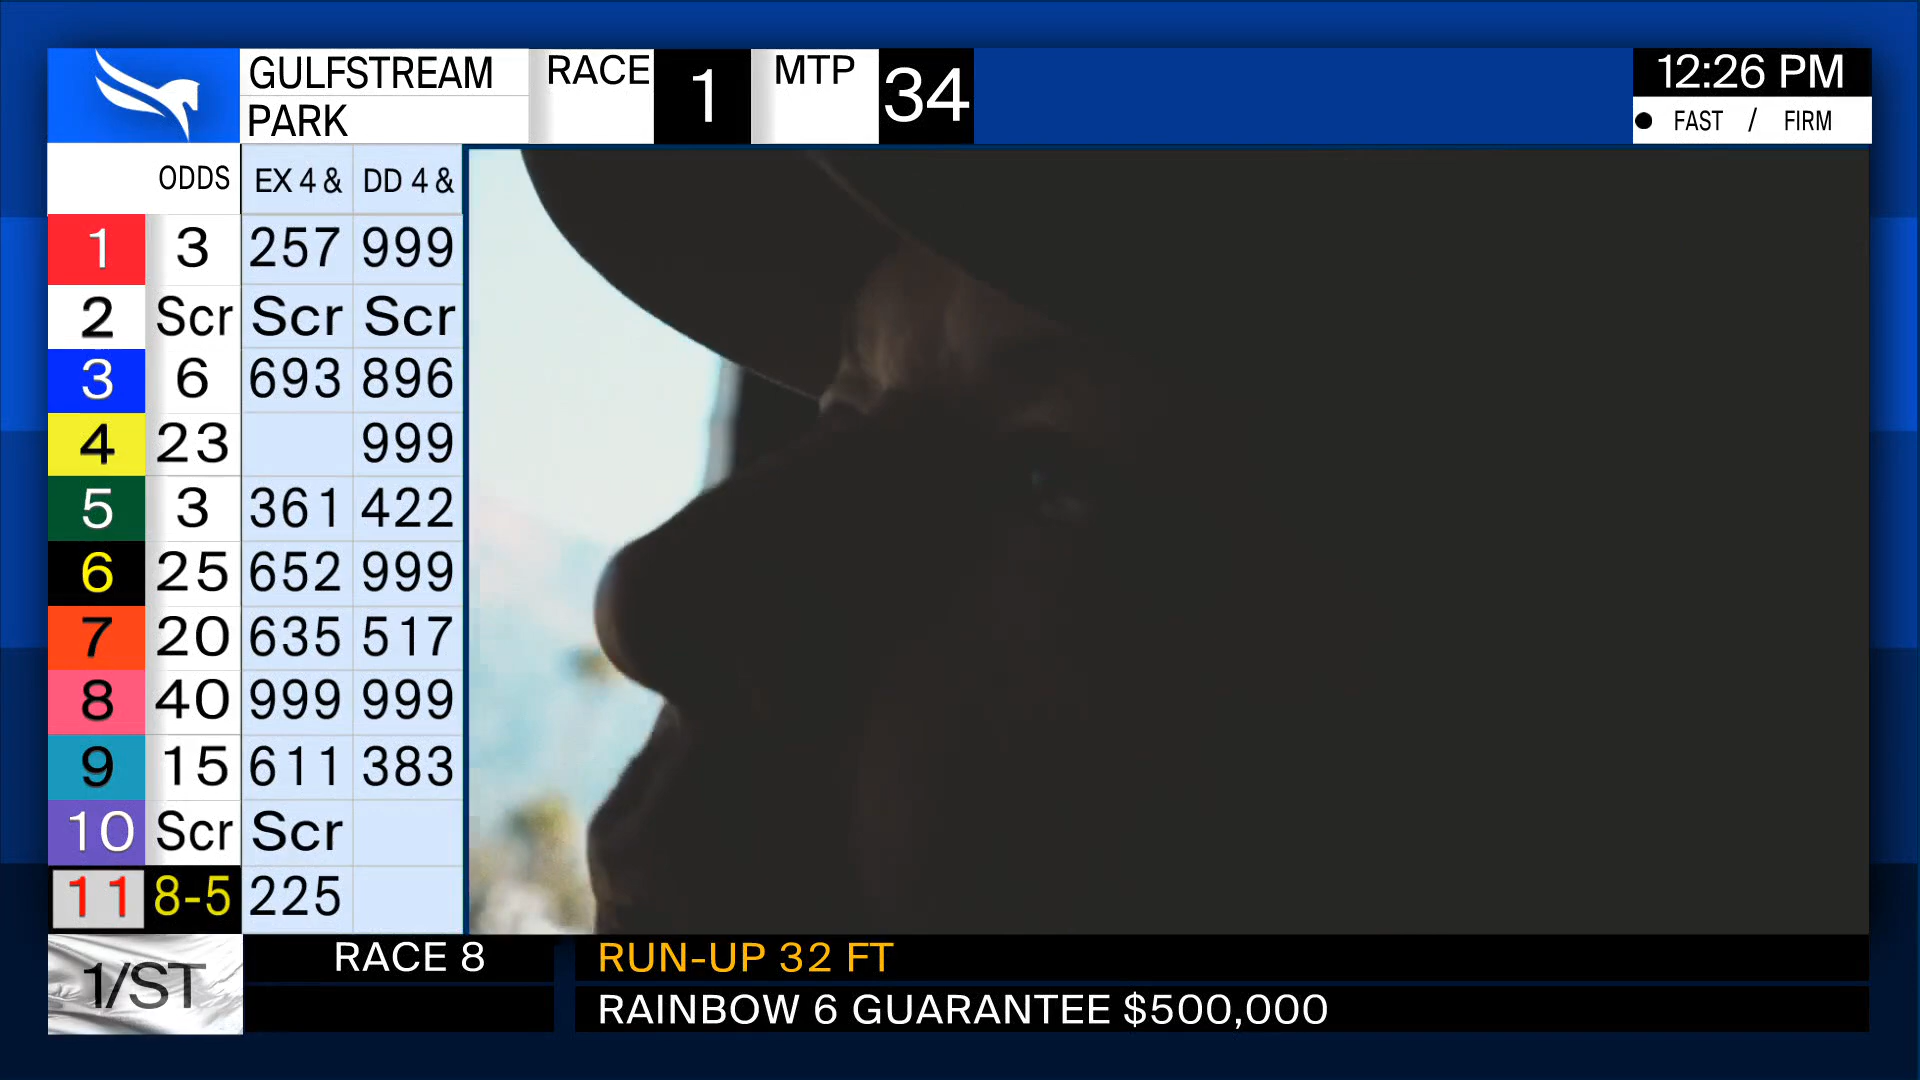 GULFSTREAM
PARK
RACE 1 MTP 34
12:26 PM
FAST / FIRM
ODDS EX 4 & DD 4 &
1 3 257 999
2 Scr Scr Scr
3 6 693 896
4 23 999
5 3 361 422
6 25 652 999
7 20 635 517
8 40 999 999
9 15 611 383
10 Scr Scr
11 8-5 225
1/ST
RACE 8
RUN-UP 32 FT
RAINBOW 6 GUARANTEE $500,000